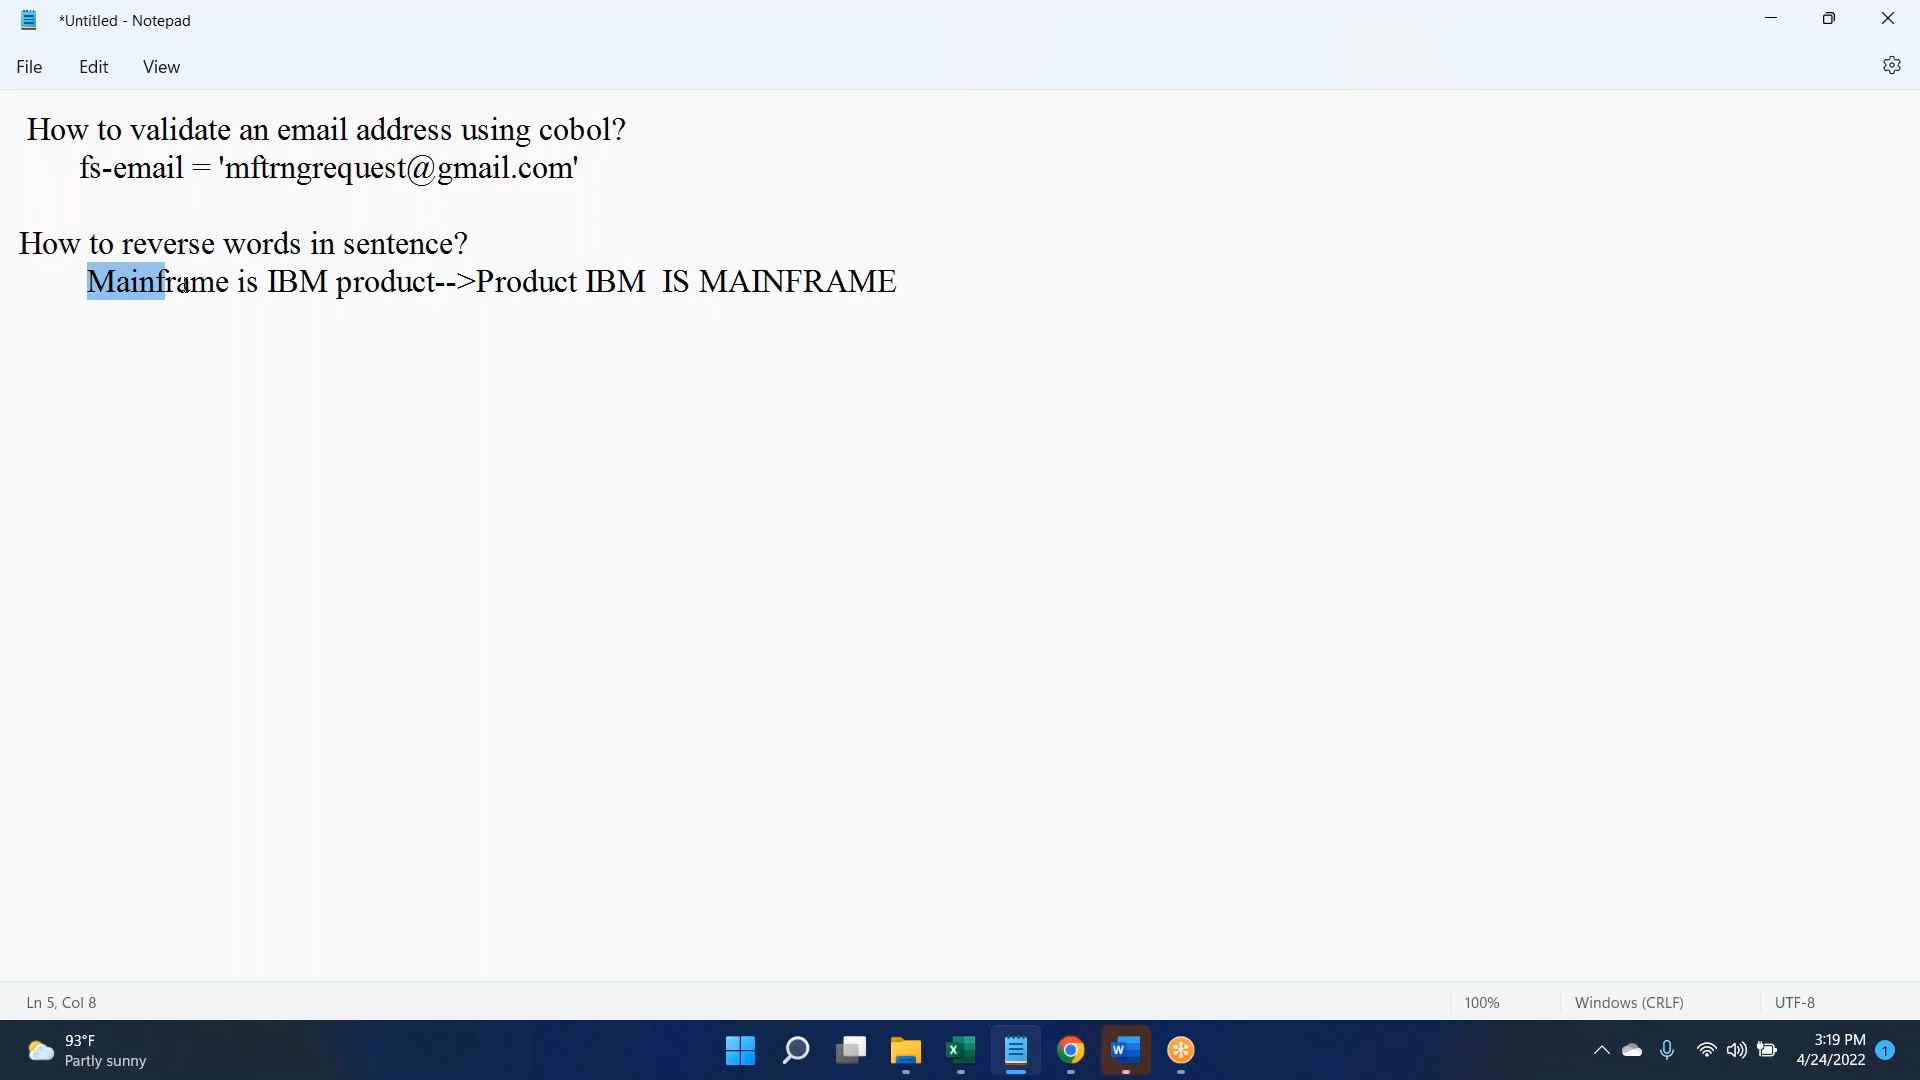 *Untitled - Notepad
File Edit View
How to validate an email address using cobol?
fs-email = 'mftrngrequest@gmail.com'
How to reverse words in sentence?
Mainframe is IBM product-->Product IBM  IS MAINFRAME
Ln 5, Col 8 100% Windows (CRLF) UTF-8
93°F
Partly sunny
3:19 PM
4/24/2022
1